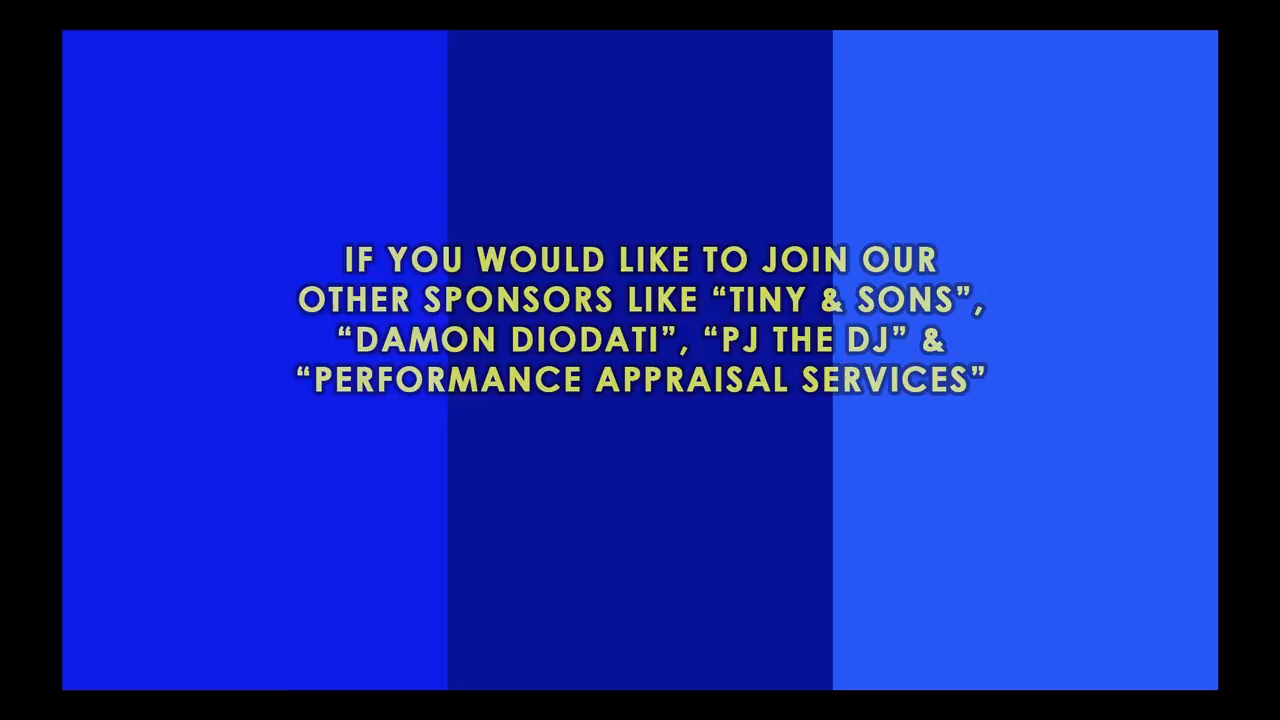 IF YOU WOULD LIKE TO JOIN OUR
OTHER SPONSORS LIKE “TINY & SONS”,
“DAMON DIODATI”, “PJ THE DJ” &
“PERFORMANCE APPRAISAL SERVICES”